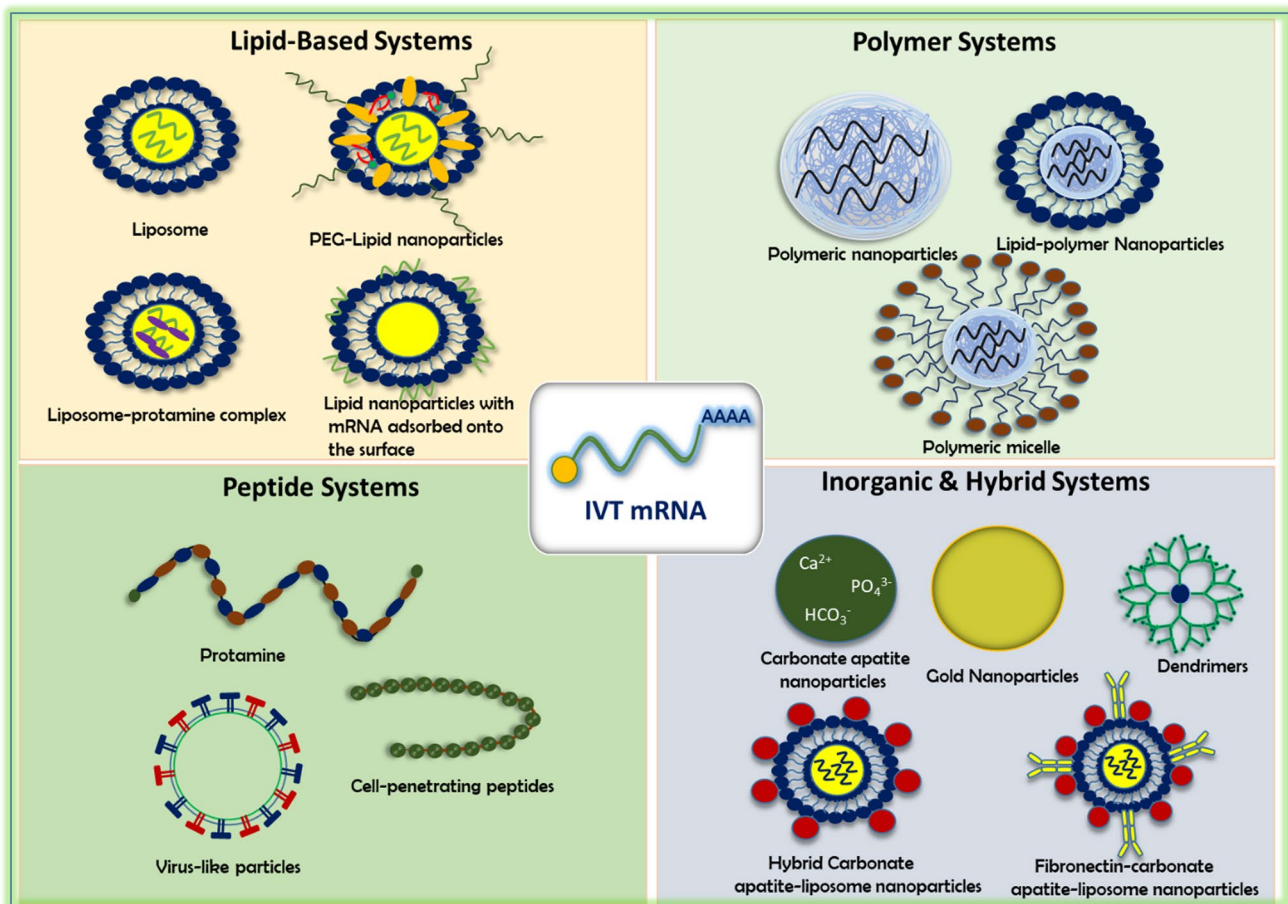 Lipid-Based Systems
Liposome
PEG-Lipid nanoparticles
Liposome-protamine complex
Lipid nanoparticles with
mRNA adsorbed onto
the surface
Polymer Systems
Polymeric nanoparticles
Lipid-polymer Nanoparticles
Polymeric micelle
AAAA
IVT mRNA
Peptide Systems
Protamine
Cell-penetrating peptides
Virus-like particles
Inorganic & Hybrid Systems
Ca²⁺
PO₄³⁻
HCO₃⁻
Carbonate apatite
nanoparticles
Gold Nanoparticles
Dendrimers
Hybrid Carbonate
apatite-liposome nanoparticles
Fibronectin-carbonate
apatite-liposome nanoparticles